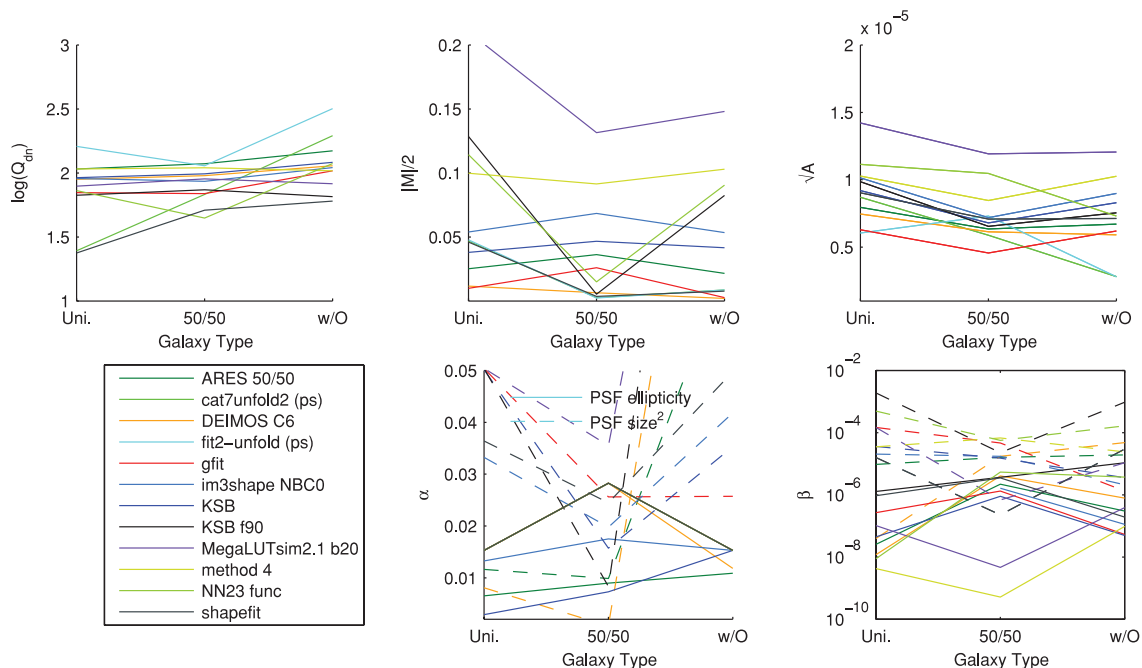 x 10⁻⁵
3
2.5
2
1.5
1
log(Q_dn)
Uni. 50/50 w/O
Galaxy Type
0.2
0.15
0.1
0.05
|M|/2
Uni. 50/50 w/O
Galaxy Type
2
1.5
1
0.5
√A
Uni. 50/50 w/O
Galaxy Type
ARES 50/50
cat7unfold2 (ps)
DEIMOS C6
fit2-unfold (ps)
gfit
im3shape NBC0
KSB
KSB f90
MegaLUTsim2.1 b20
method 4
NN23 func
shapefit
0.05
0.04
0.03
0.02
0.01
α
PSF ellipticity
PSF size²
Uni. 50/50 w/O
Galaxy Type
10⁻²
10⁻⁴
10⁻⁶
10⁻⁸
10⁻¹⁰
β
Uni. 50/50 w/O
Galaxy Type